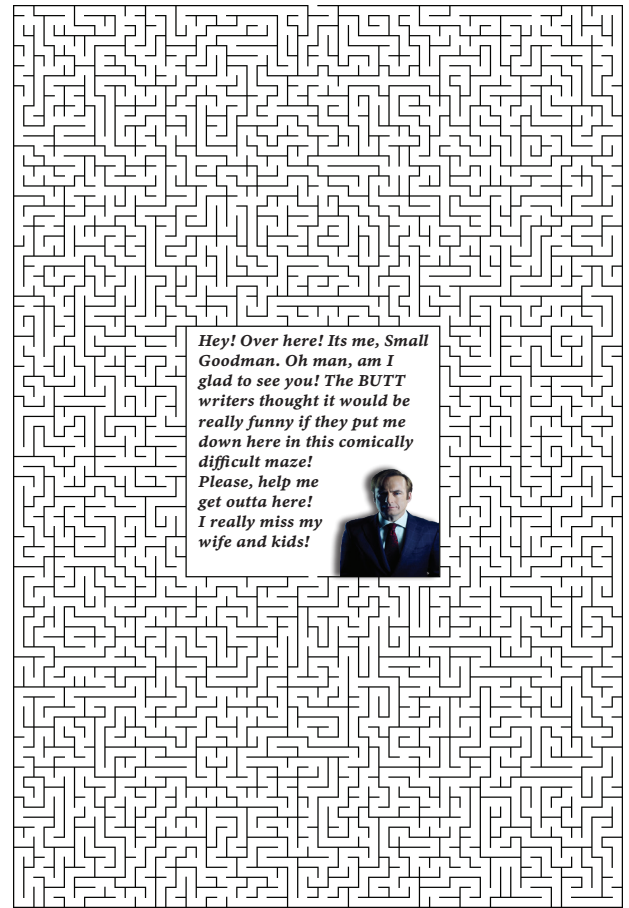 Hey! Over here! Its me, Small
Goodman. Oh man, am I
glad to see you! The BUTT
writers thought it would be
really funny if they put me
down here in this comically
difficult maze!
Please, help me
get outta here!
I really miss my
wife and kids!